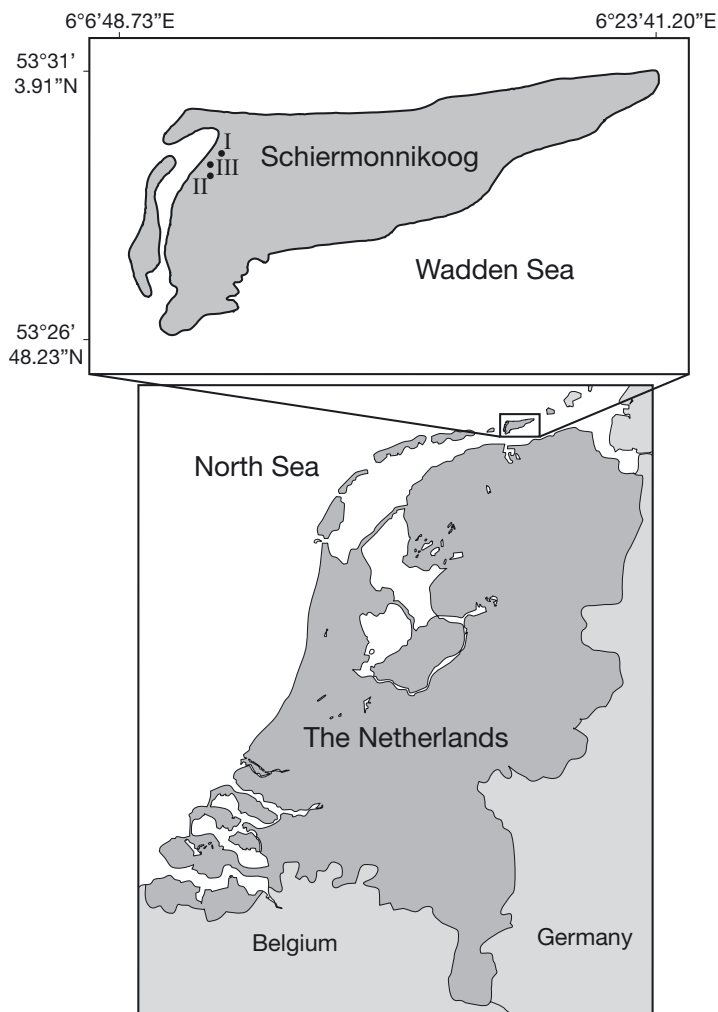 6°6’48.73”E
6°23’41.20”E
53°31’
3.91”N
I
Schiermonnikoog
III
II
Wadden Sea
53°26’
48.23”N
North Sea
The Netherlands
Belgium
Germany